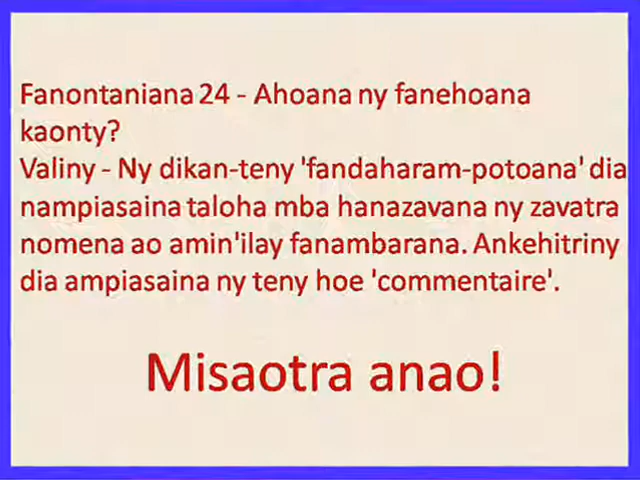 Fanontaniana 24 - Ahoana ny fanehoana
kaonty?
Valiny - Ny dikan-teny 'fandaharam-potoana' dia
nampiasaina taloha mba hanazavana ny zavatra
nomena ao amin'ilay fanambarana. Ankehitriny
dia ampiasaina ny teny hoe 'commentaire'.
Misaotra anao!